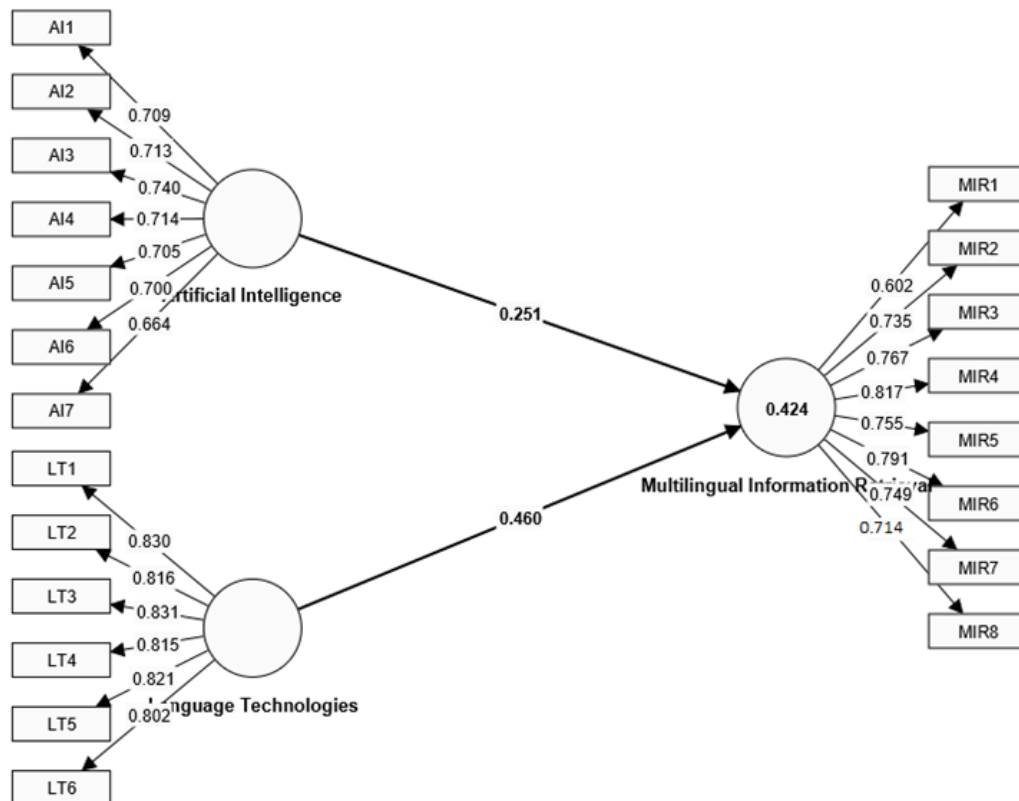 AI1
AI2
AI3
AI4
AI5
AI6
AI7
0.709
0.713
0.740
0.714
0.705
0.700
0.664
Artificial Intelligence
LT1
LT2
LT3
LT4
LT5
LT6
0.830
0.816
0.831
0.815
0.821
0.802
Language Technologies
0.251
0.460
0.424
Multilingual Information Retrieval
0.602
0.735
0.767
0.817
0.755
0.791
0.749
0.714
MIR1
MIR2
MIR3
MIR4
MIR5
MIR6
MIR7
MIR8